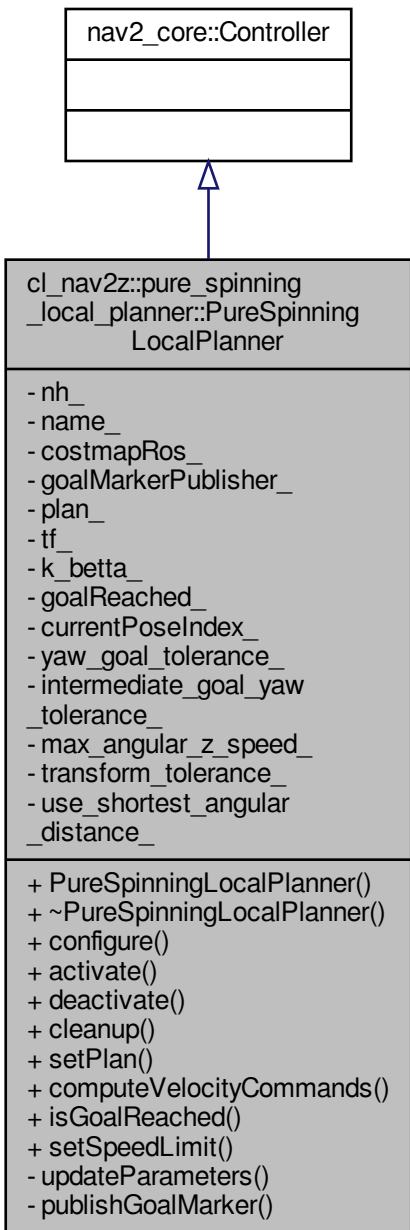 nav2_core::Controller
cl_nav2z::pure_spinning
_local_planner::PureSpinning
LocalPlanner
- nh_
- name_
- costmapRos_
- goalMarkerPublisher_
- plan_
- tf_
- k_betta_
- goalReached_
- currentPoseIndex_
- yaw_goal_tolerance_
- intermediate_goal_yaw
_tolerance_
- max_angular_z_speed_
- transform_tolerance_
- use_shortest_angular
_distance_
+ PureSpinningLocalPlanner()
+ ~PureSpinningLocalPlanner()
+ configure()
+ activate()
+ deactivate()
+ cleanup()
+ setPlan()
+ computeVelocityCommands()
+ isGoalReached()
+ setSpeedLimit()
- updateParameters()
- publishGoalMarker()